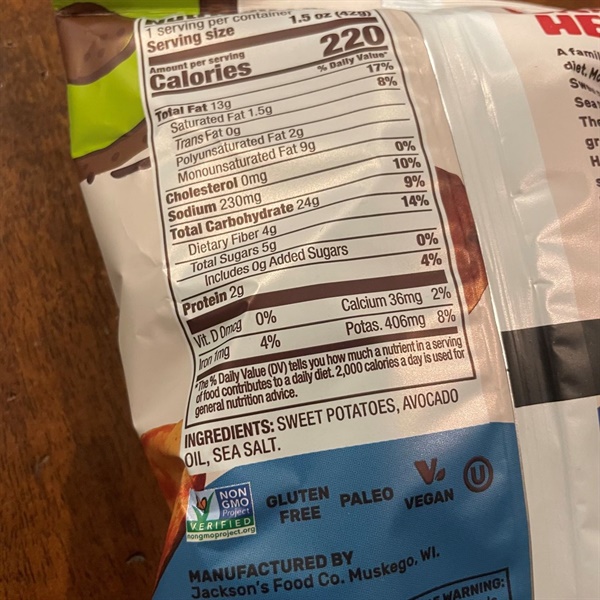 1 serving per container
Serving size 1.5 oz (42g)
Amount per serving
Calories 220
% Daily Value*
Total Fat 13g 17%
Saturated Fat 1.5g 8%
Trans Fat 0g
Polyunsaturated Fat 2g
Monounsaturated Fat 9g
Cholesterol 0mg 0%
Sodium 230mg 10%
Total Carbohydrate 24g 9%
Dietary Fiber 4g 14%
Total Sugars 5g
Includes 0g Added Sugars 0%
Protein 2g 4%
Vit. D 0mcg 0% Calcium 36mg 2%
Iron 1mg 4% Potas. 406mg 8%
*The % Daily Value (DV) tells you how much a nutrient in a serving
of food contributes to a daily diet. 2,000 calories a day is used for
general nutrition advice.
INGREDIENTS: SWEET POTATOES, AVOCADO
OIL, SEA SALT.
NON
GMO
Project
VERIFIED
nongmoproject.org
GLUTEN
FREE
PALEO
V
VEGAN
U
MANUFACTURED BY
Jackson's Food Co. Muskego, WI.
WARNING:
HE
A famil
diet,
Sea